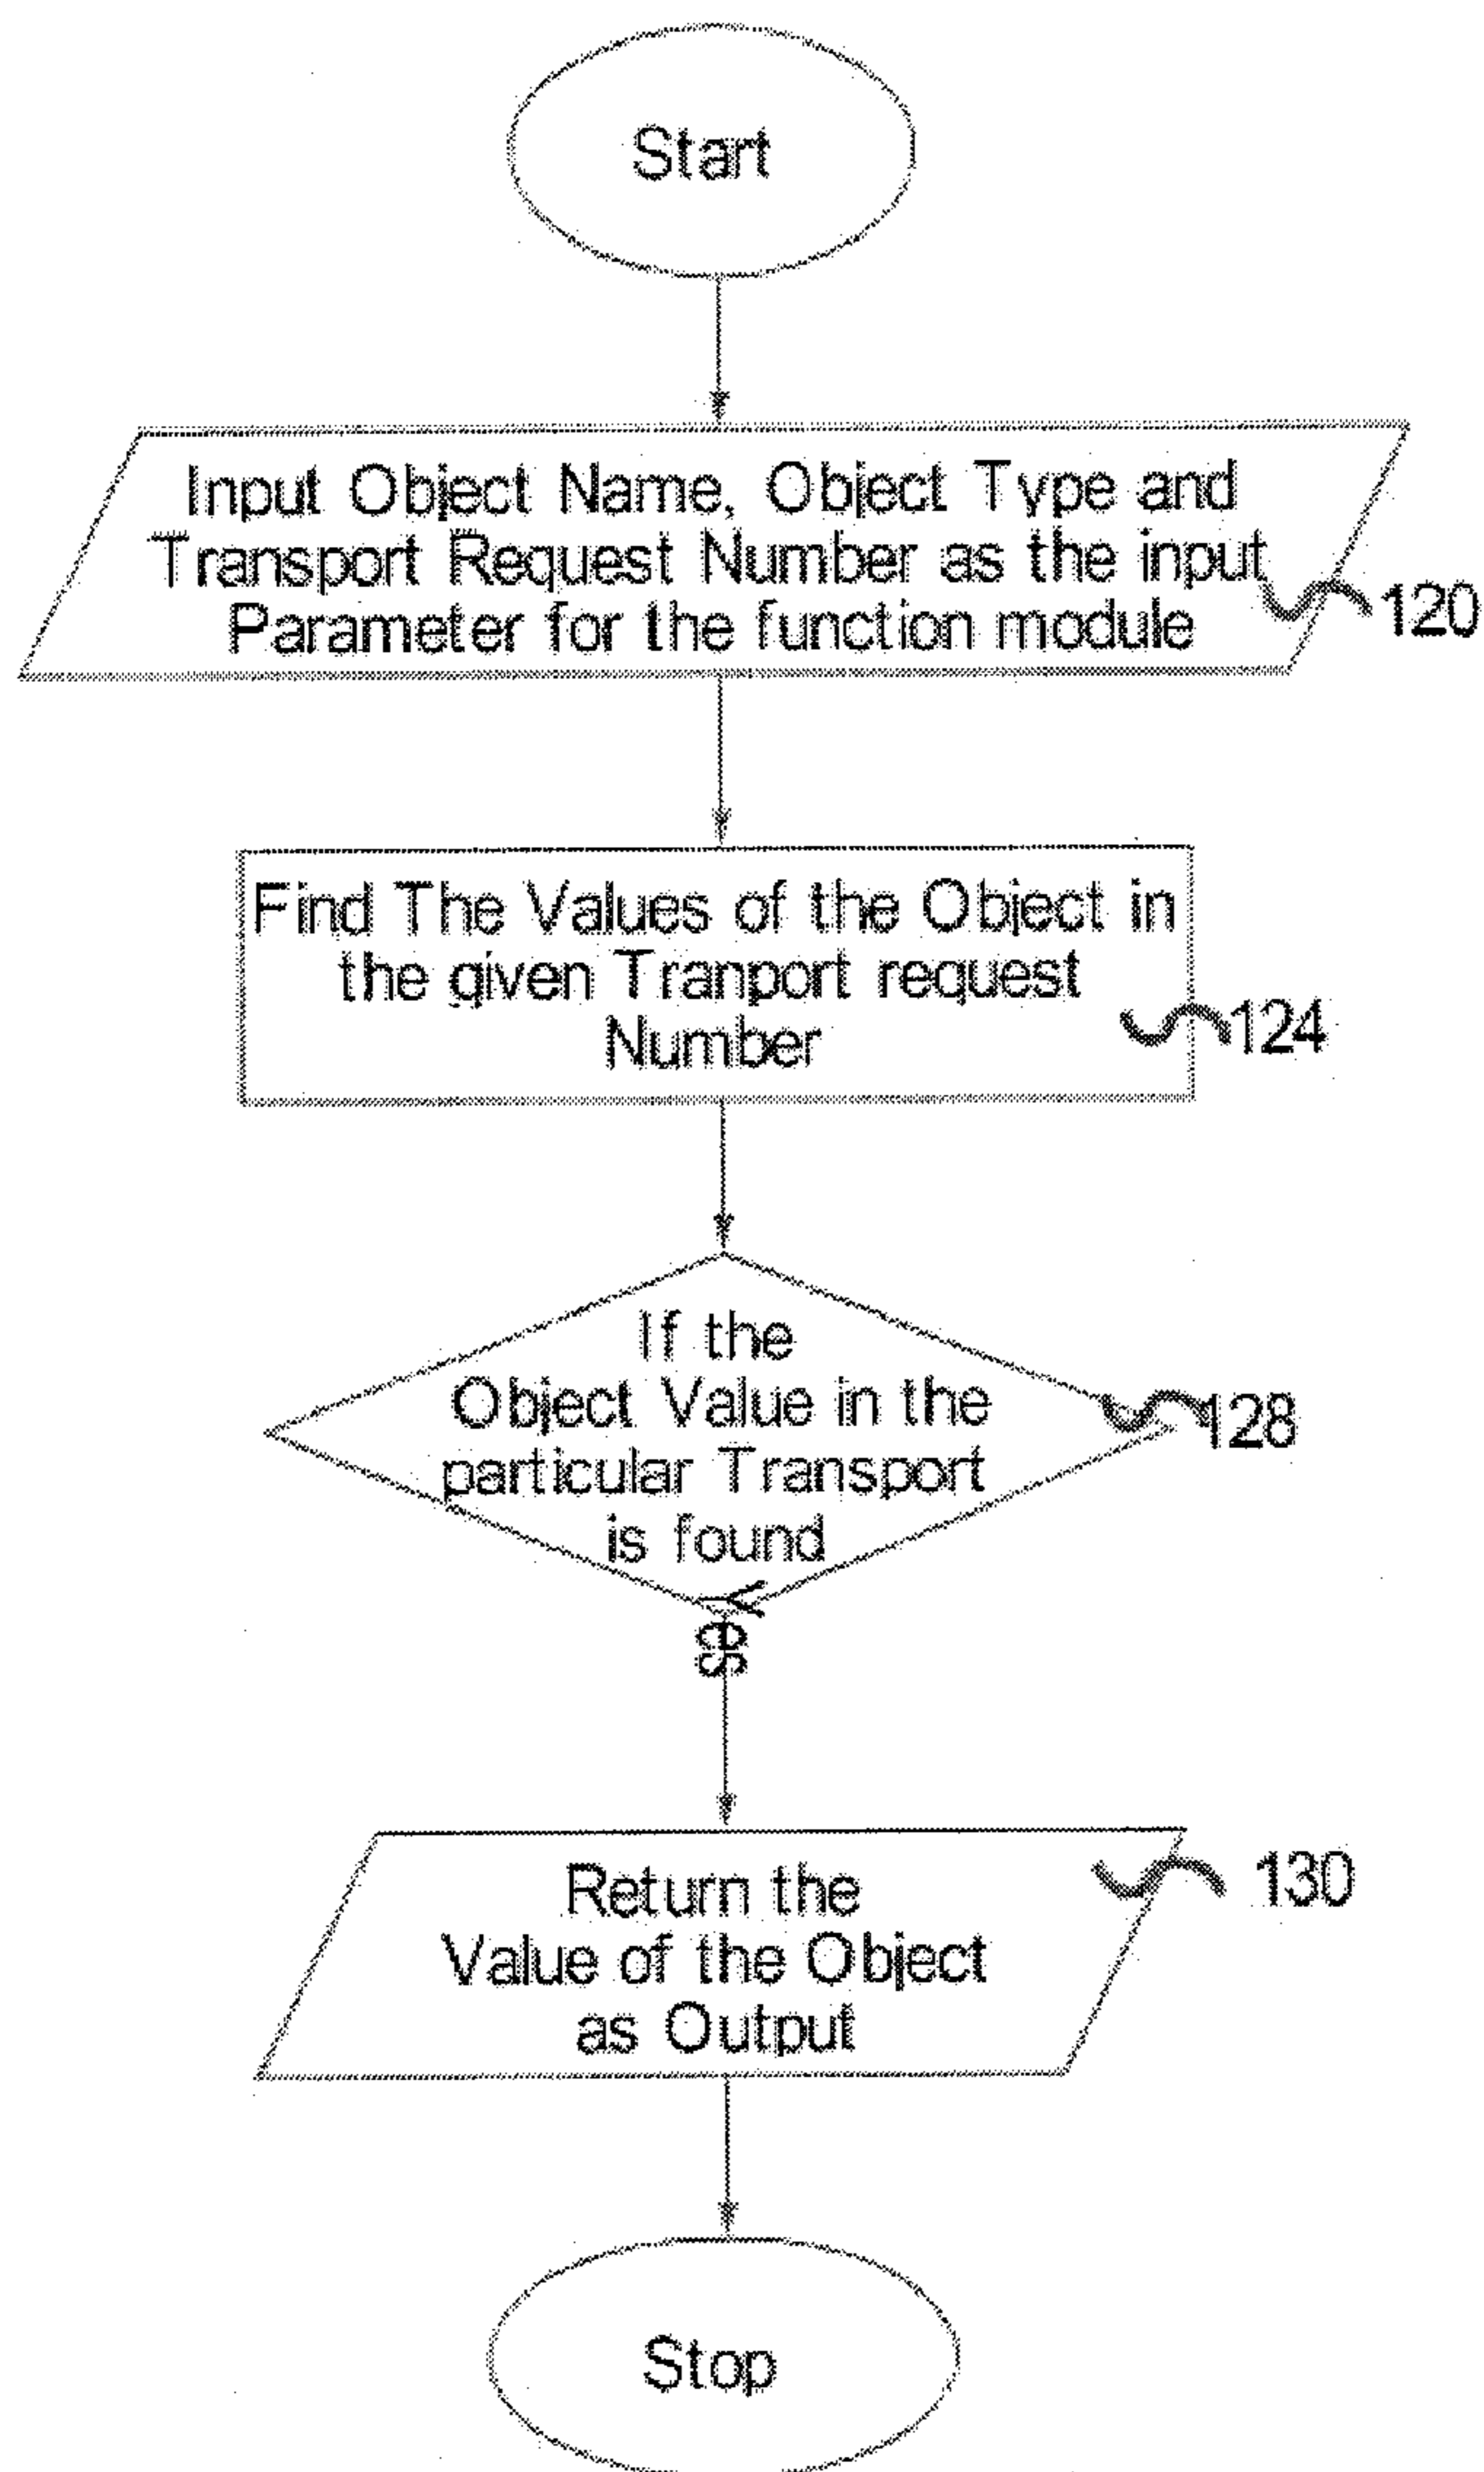 Start
Input Object Name, Object Type and
Transport Request Number as the input
Parameter for the function module
120
Find The Values of the Object in
the given Tranport request
Number
124
If the
Object Value in the
particular Transport
is found
128
Yes
Return the
Value of the Object
as Output
130
Stop